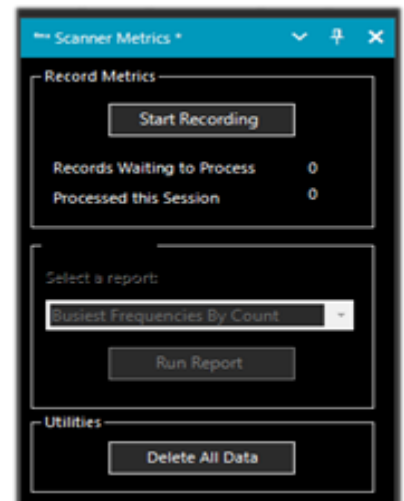 Scanner Metrics *
Record Metrics
Start Recording
Records Waiting to Process 0
Processed this Session 0
Select a report:
Busiest Frequencies By Count
Run Report
Utilities
Delete All Data